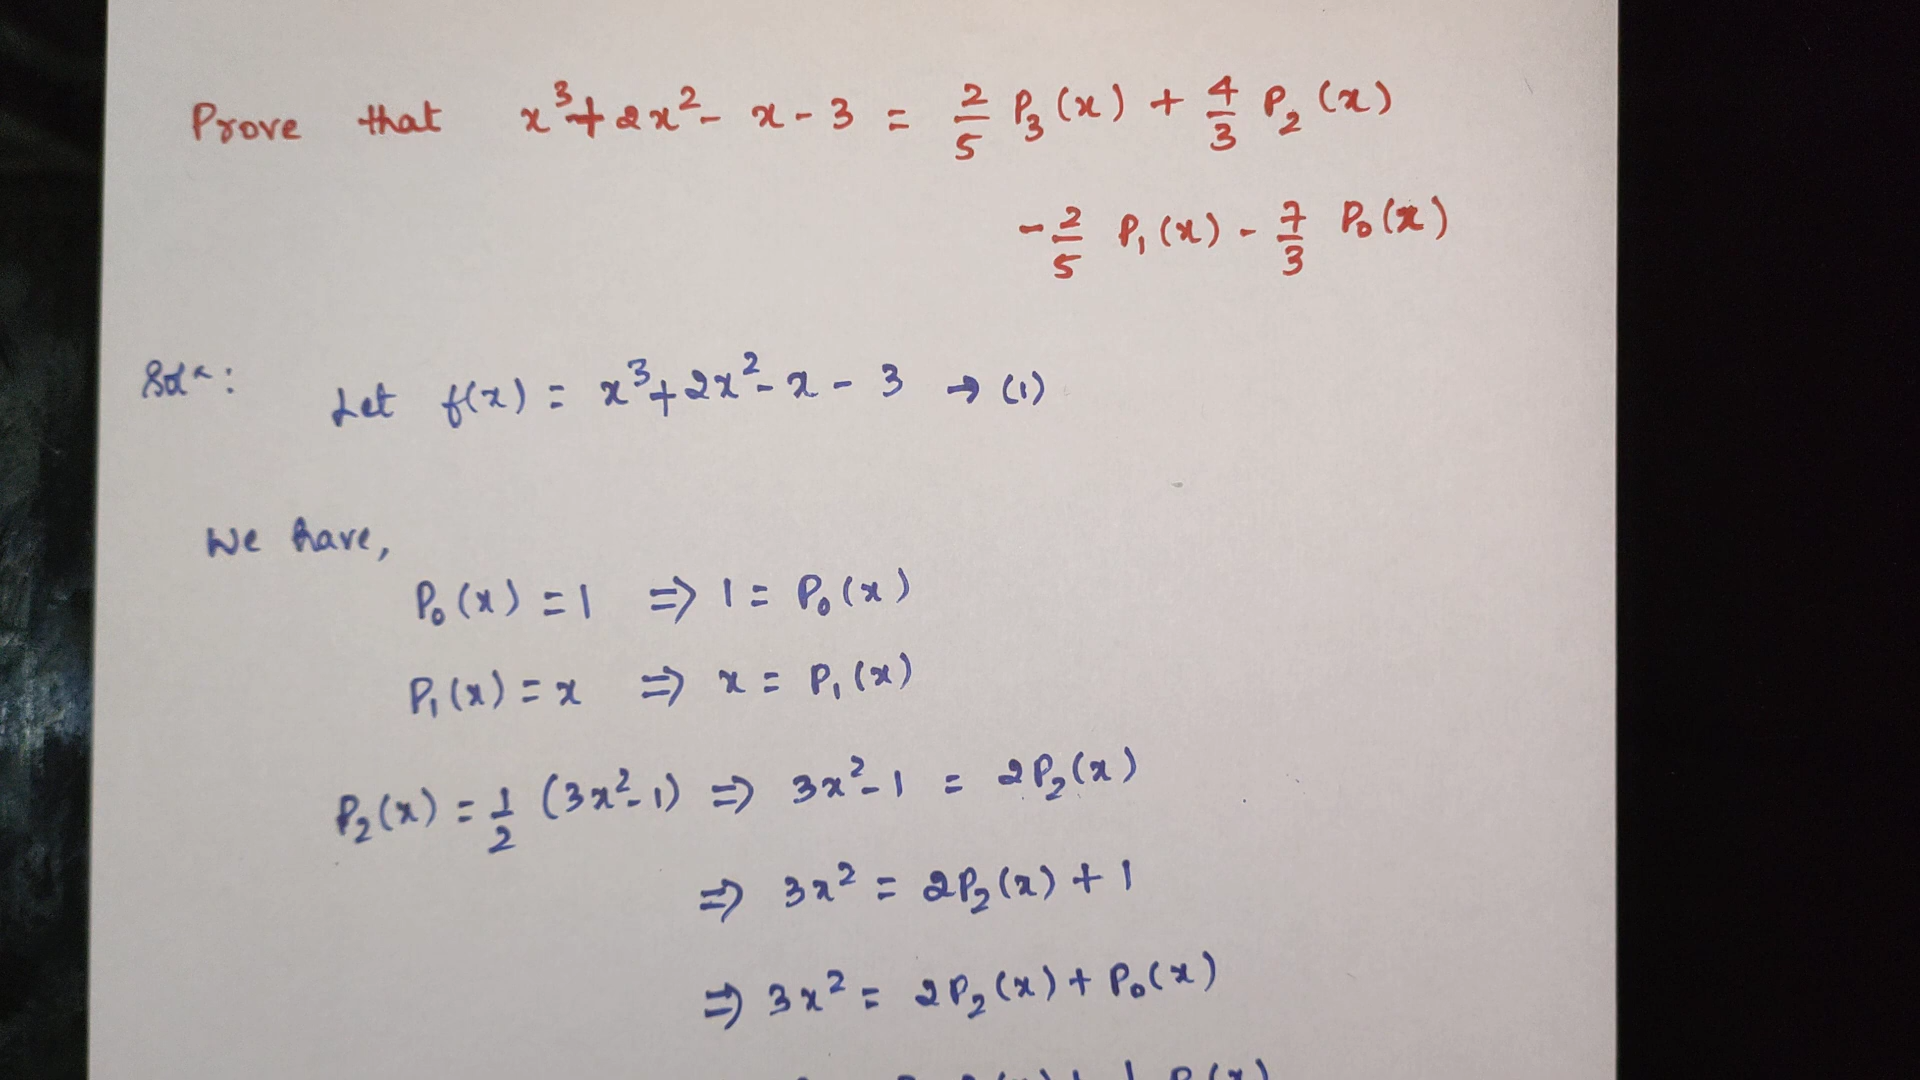 Prove that x³+2x²- x-3 = 2/5 P₃(x) + 4/3 P₂(x)
-2/5 P₁(x) - 7/3 P₀(x)
Solⁿ: Let f(x) = x³+2x²-x-3 → (1)
We have,
P₀(x) = 1 ⇒ 1 = P₀(x)
P₁(x) = x ⇒ x = P₁(x)
P₂(x) = 1/2 (3x²-1) ⇒ 3x²-1 = 2P₂(x)
⇒ 3x² = 2P₂(x) + 1
⇒ 3x² = 2P₂(x) + P₀(x)